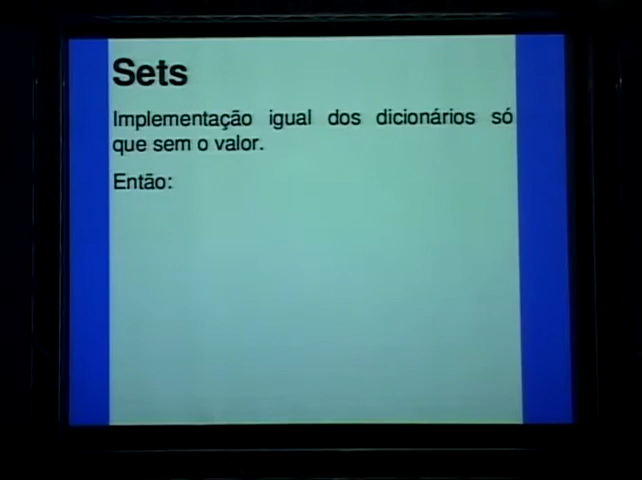 Sets
Implementação igual dos dicionários só
que sem o valor.
Então: